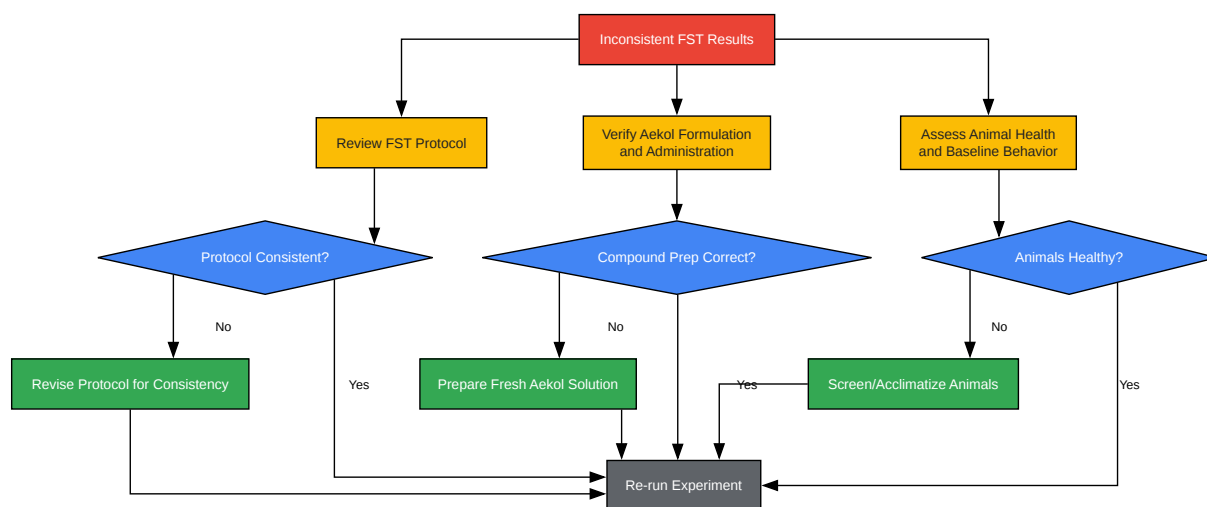 Inconsistent FST Results
Review FST Protocol
Verify Aekol Formulation
and Administration
Assess Animal Health
and Baseline Behavior
Protocol Consistent?
Compound Prep Correct?
Animals Healthy?
No
No
No
Revise Protocol for Consistency
Yes
Prepare Fresh Aekol Solution
Yes
Screen/Acclimatize Animals
Yes
Re-run Experiment